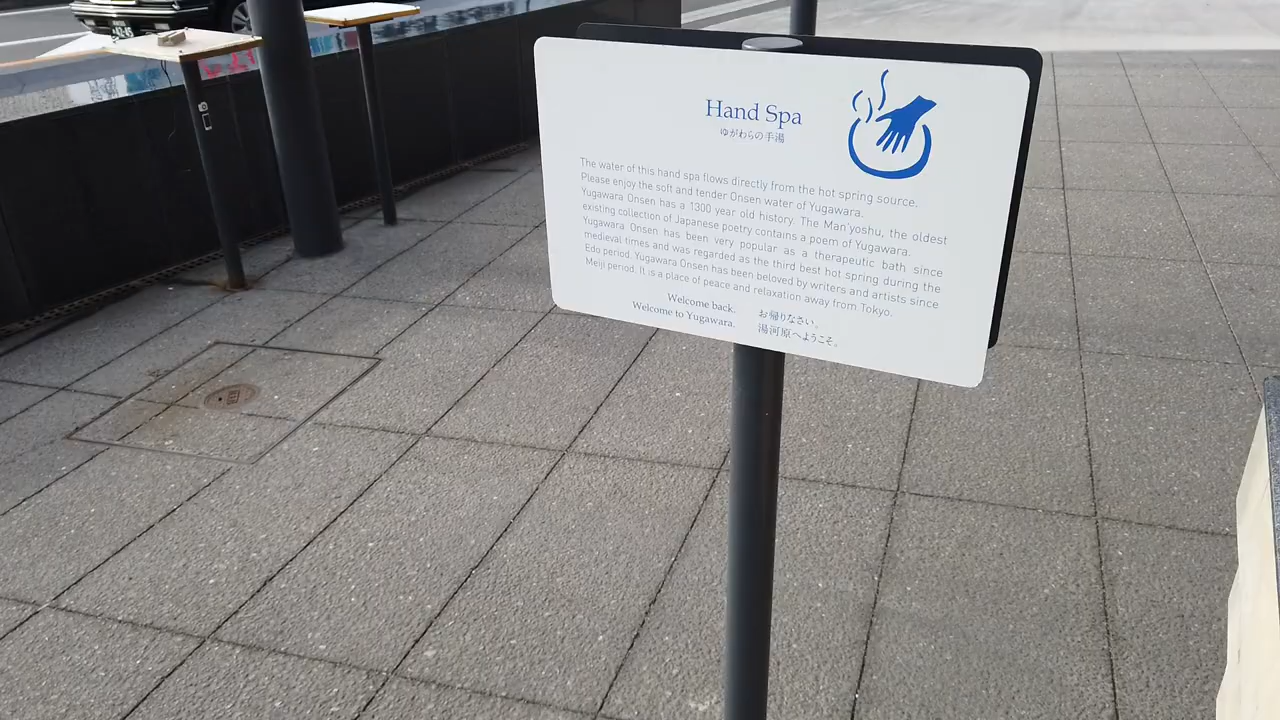 Hand Spa
ゆがわらの手湯
The water of this hand spa flows directly from the hot spring source.
Please enjoy the soft and tender Onsen water of Yugawara.
Yugawara Onsen has a 1300 year old history. The Man'yoshu, the oldest
existing collection of Japanese poetry contains a poem of Yugawara.
Yugawara Onsen has been very popular as a therapeutic bath since
medieval times and was regarded as the third best hot spring during the
Edo period. Yugawara Onsen has been beloved by writers and artists since
Meiji period. It is a place of peace and relaxation away from Tokyo.
Welcome back. お帰りなさい。
Welcome to Yugawara. 湯河原へようこそ。